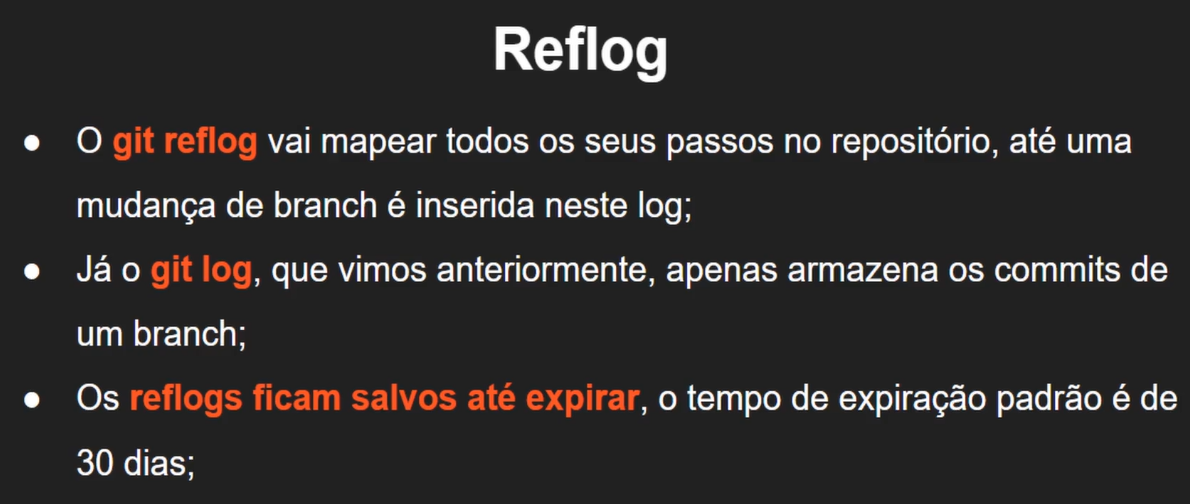 Reflog
● O git reflog vai mapear todos os seus passos no repositório, até uma
mudança de branch é inserida neste log;
● Já o git log, que vimos anteriormente, apenas armazena os commits de
um branch;
● Os reflogs ficam salvos até expirar, o tempo de expiração padrão é de
30 dias;